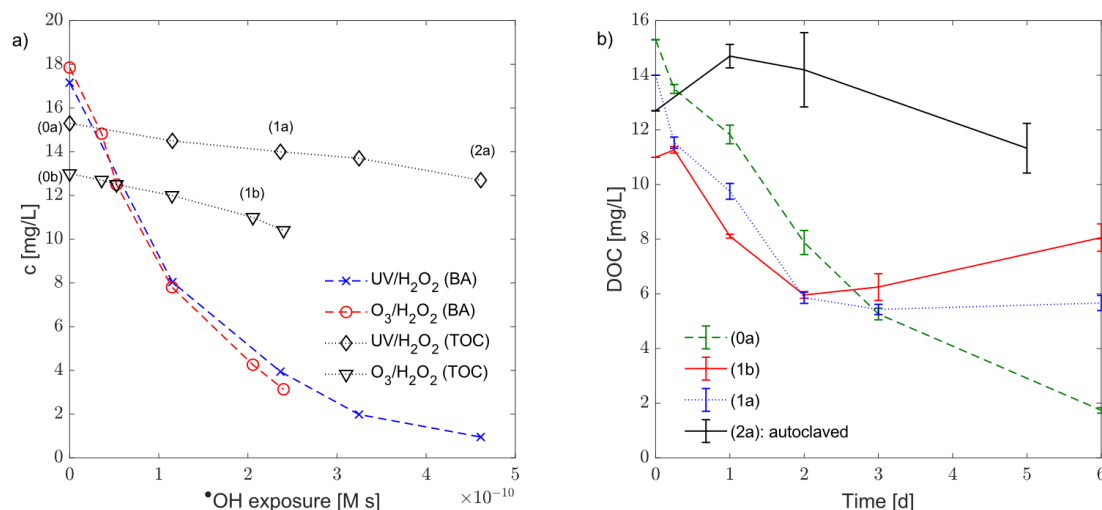 a)
20
18
16
14
12
10
8
6
4
2
0
c [mg/L]
(0a)
(0b)
(1a)
(1b)
(2a)
UV/H2O2 (BA)
O3/H2O2 (BA)
UV/H2O2 (TOC)
O3/H2O2 (TOC)
0 1 2 3 4 5
•OH exposure [M s]
×10-10
b)
16
14
12
10
8
6
4
2
0
DOC [mg/L]
(0a)
(1b)
(1a)
(2a): autoclaved
0 1 2 3 4 5 6
Time [d]